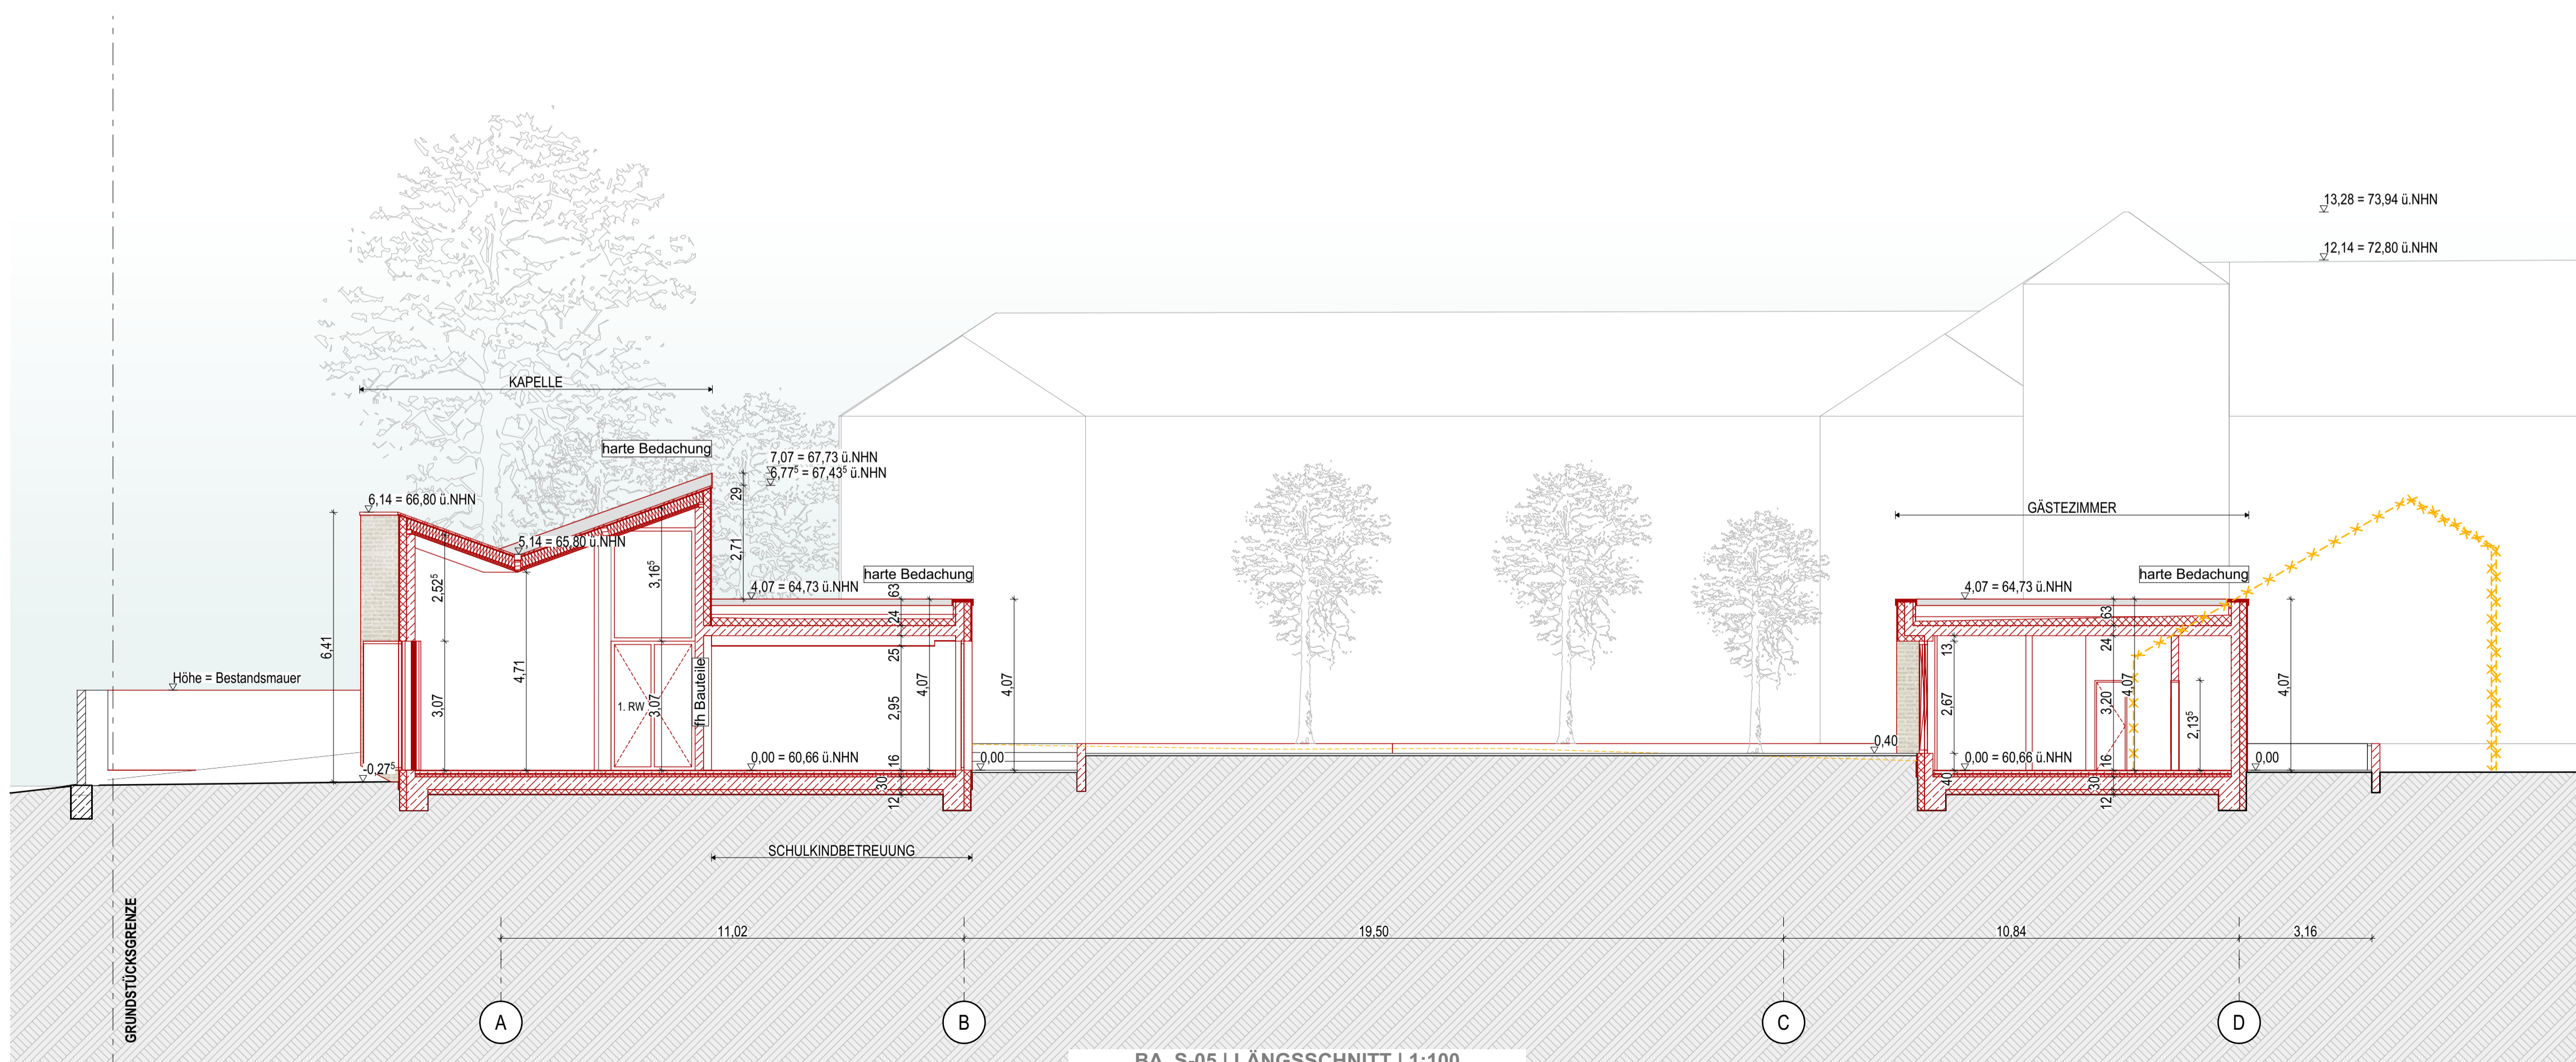 13,28 = 73,94 ü.NHN
12,14 = 72,80 ü.NHN
KAPELLE
harte Bedachung
7,07 = 67,73 ü.NHN
6,77⁵ = 67,43⁵ ü.NHN
29
6,14 = 66,80 ü.NHN
GÄSTEZIMMER
5,14 = 65,80 ü.NHN
2,71
3,16⁵
harte Bedachung
harte Bedachung
2,52⁵
4,07 = 64,73 ü.NHN
63
4,07 = 64,73 ü.NHN
63
24
24
6,41
25
13
Höhe = Bestandsmauer
4,71
fh Bauteile
4,07
4,07
4,07
4,07
3,07
1. RW
3,07
2,95
2,67
3,20
2,13⁵
0,40
-0,27⁵
0,00 = 60,66 ü.NHN
16
0,00
0,00 = 60,66 ü.NHN
16
0,00
30
12
40
30
12
SCHULKINDBETREUUNG
GRUNDSTÜCKSGRENZE
11,02
19,50
10,84
3,16
A
B
C
D
BA_S-05 | LÄNGSSCHNITT | 1:100